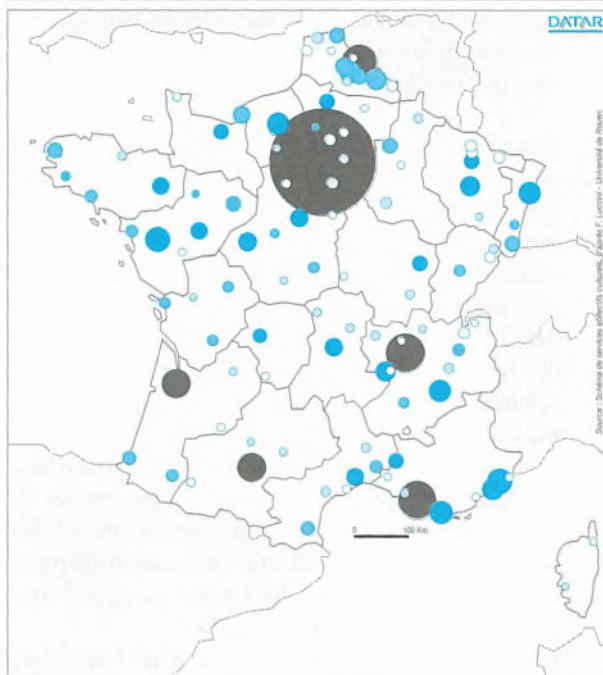 DATAR
Source : Schéma de services collectifs culturels, d'après F. Lucchini - Université de Rouen
0 100 Km